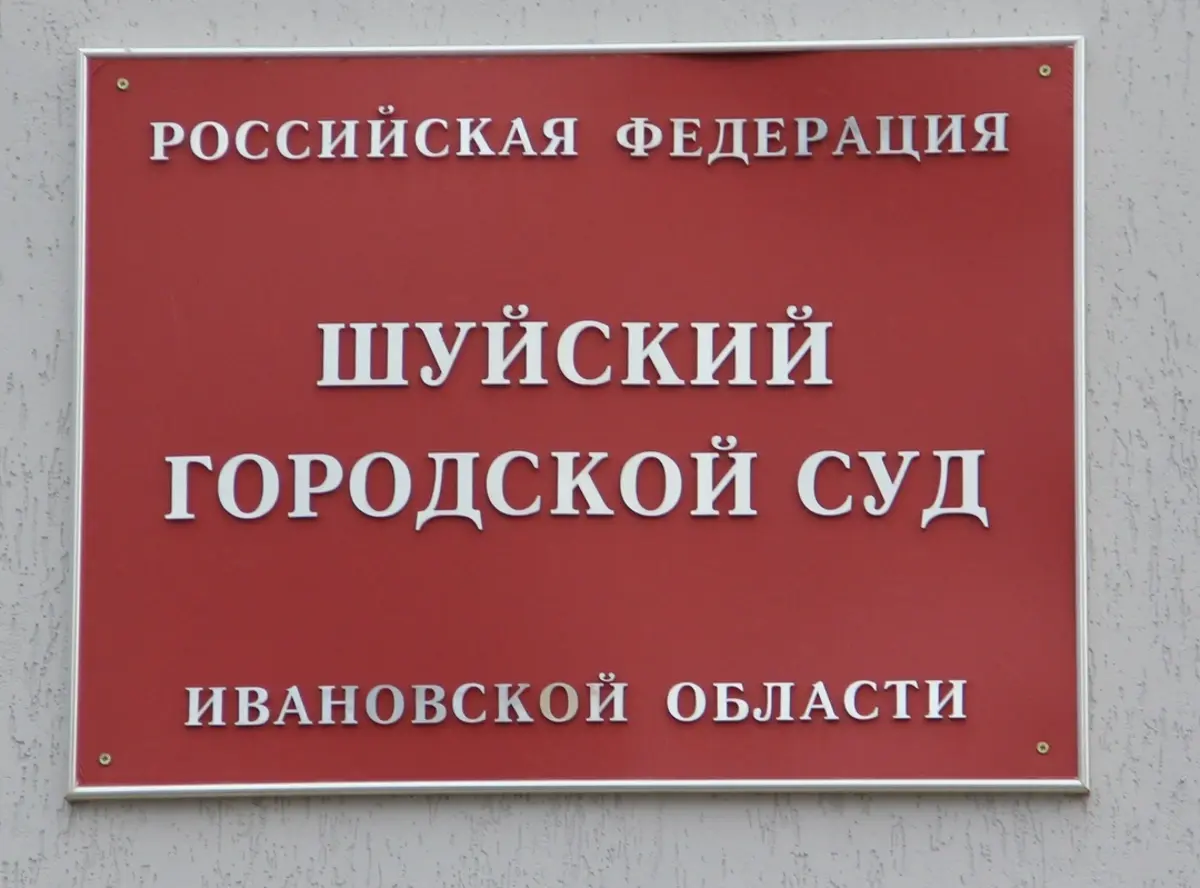 РОССИЙСКАЯ ФЕДЕРАЦИЯ
ШУЙСКИЙ
ГОРОДСКОЙ СУД
ИВАНОВСКОЙ ОБЛАСТИ